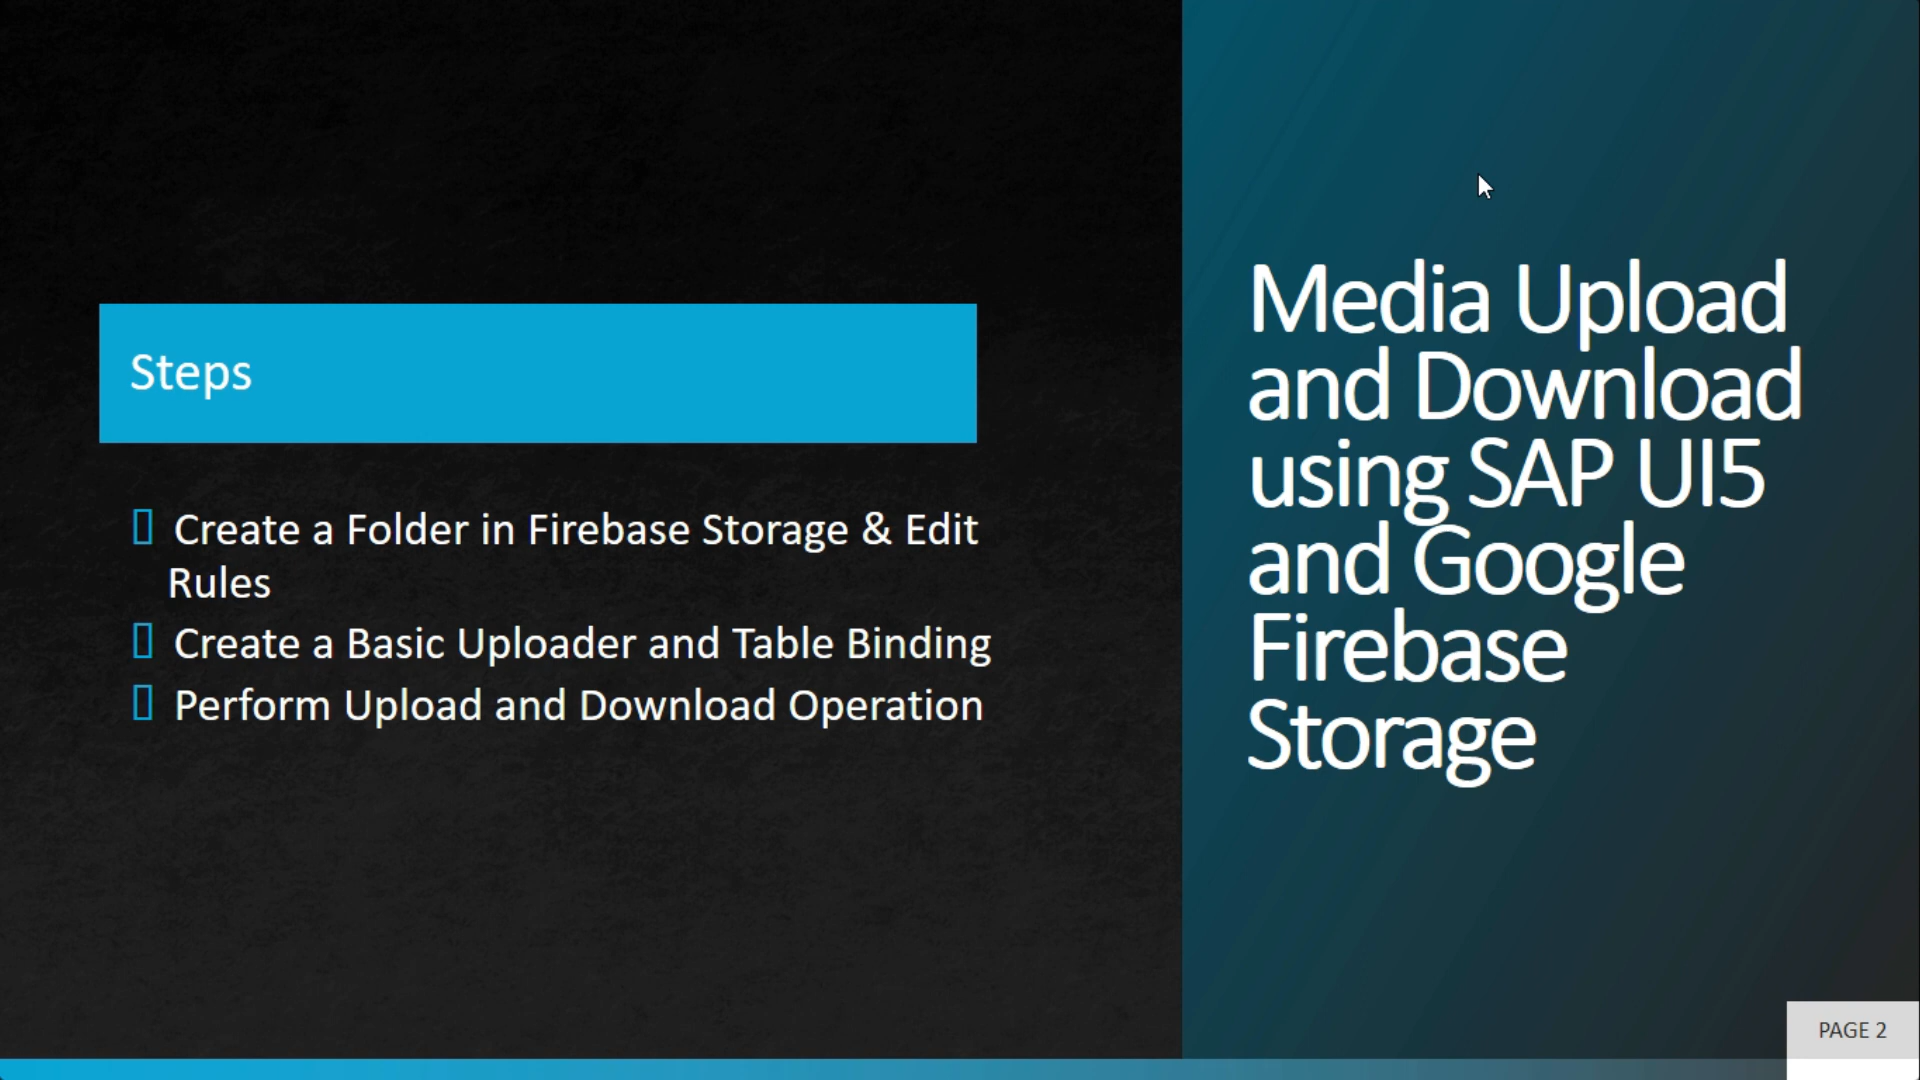 Steps
Create a Folder in Firebase Storage & Edit
Rules
Create a Basic Uploader and Table Binding
Perform Upload and Download Operation
Media Upload
and Download
using SAP UI5
and Google
Firebase
Storage
PAGE 2